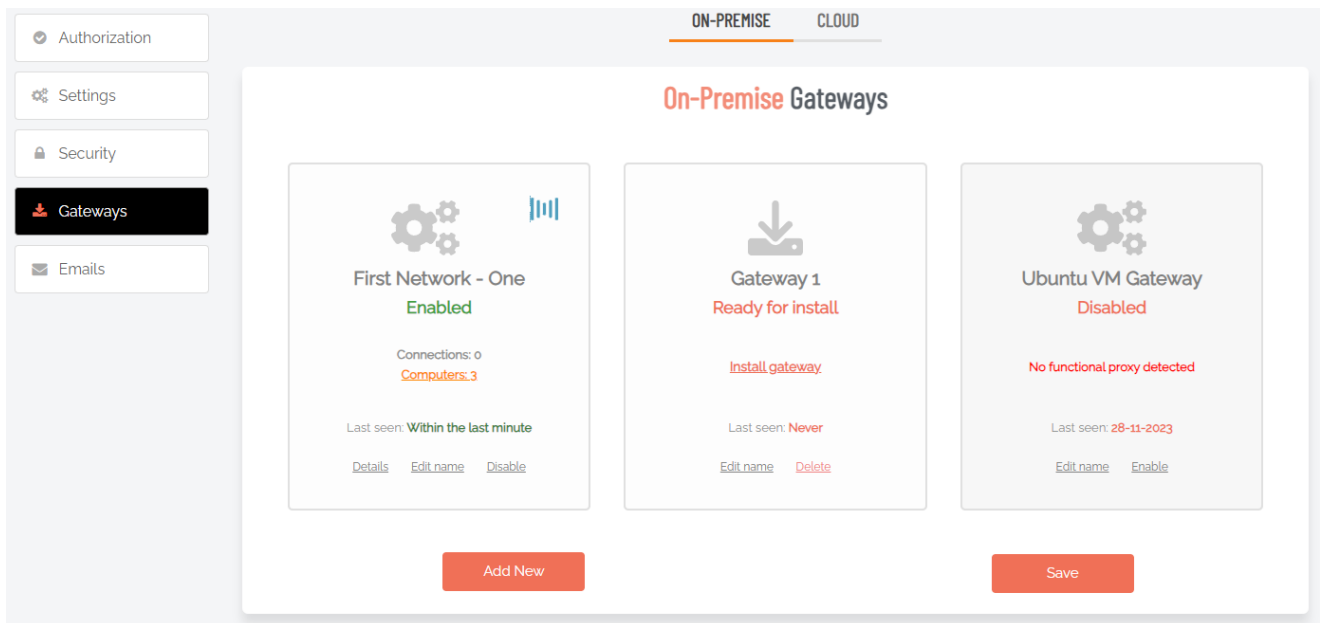 Authorization
Settings
Security
Gateways
Emails
ON-PREMISE CLOUD
On-Premise Gateways
First Network - One
Enabled
Connections: 0
Computers: 3
Last seen: Within the last minute
Details Edit name Disable
Gateway 1
Ready for install
Install gateway
Last seen: Never
Edit name Delete
Ubuntu VM Gateway
Disabled
No functional proxy detected
Last seen: 28-11-2023
Edit name Enable
Add New
Save